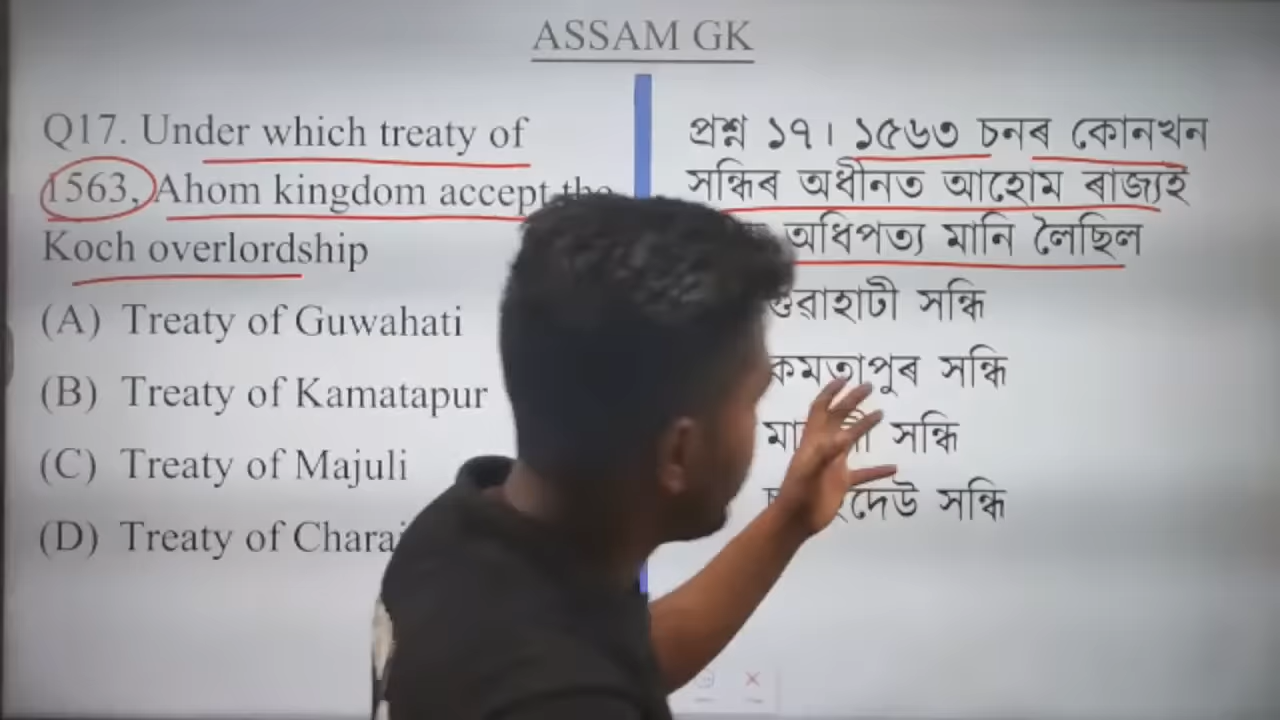 ASSAM GK
Q17. Under which treaty of
1563, Ahom kingdom accept
Koch overlordship
(A) Treaty of Guwahati
(B) Treaty of Kamatapur
(C) Treaty of Majuli
(D) Treaty of
প্ৰশ্ন ১৭। ১৫৬৩ চনৰ কোনখন
সন্ধিৰ অধীনত আহোম ৰাজ্যই
অধিপত্য মানি লৈছিল
গুৱাহাটী সন্ধি
কমতাপুৰ সন্ধি
সন্ধি
সন্ধি